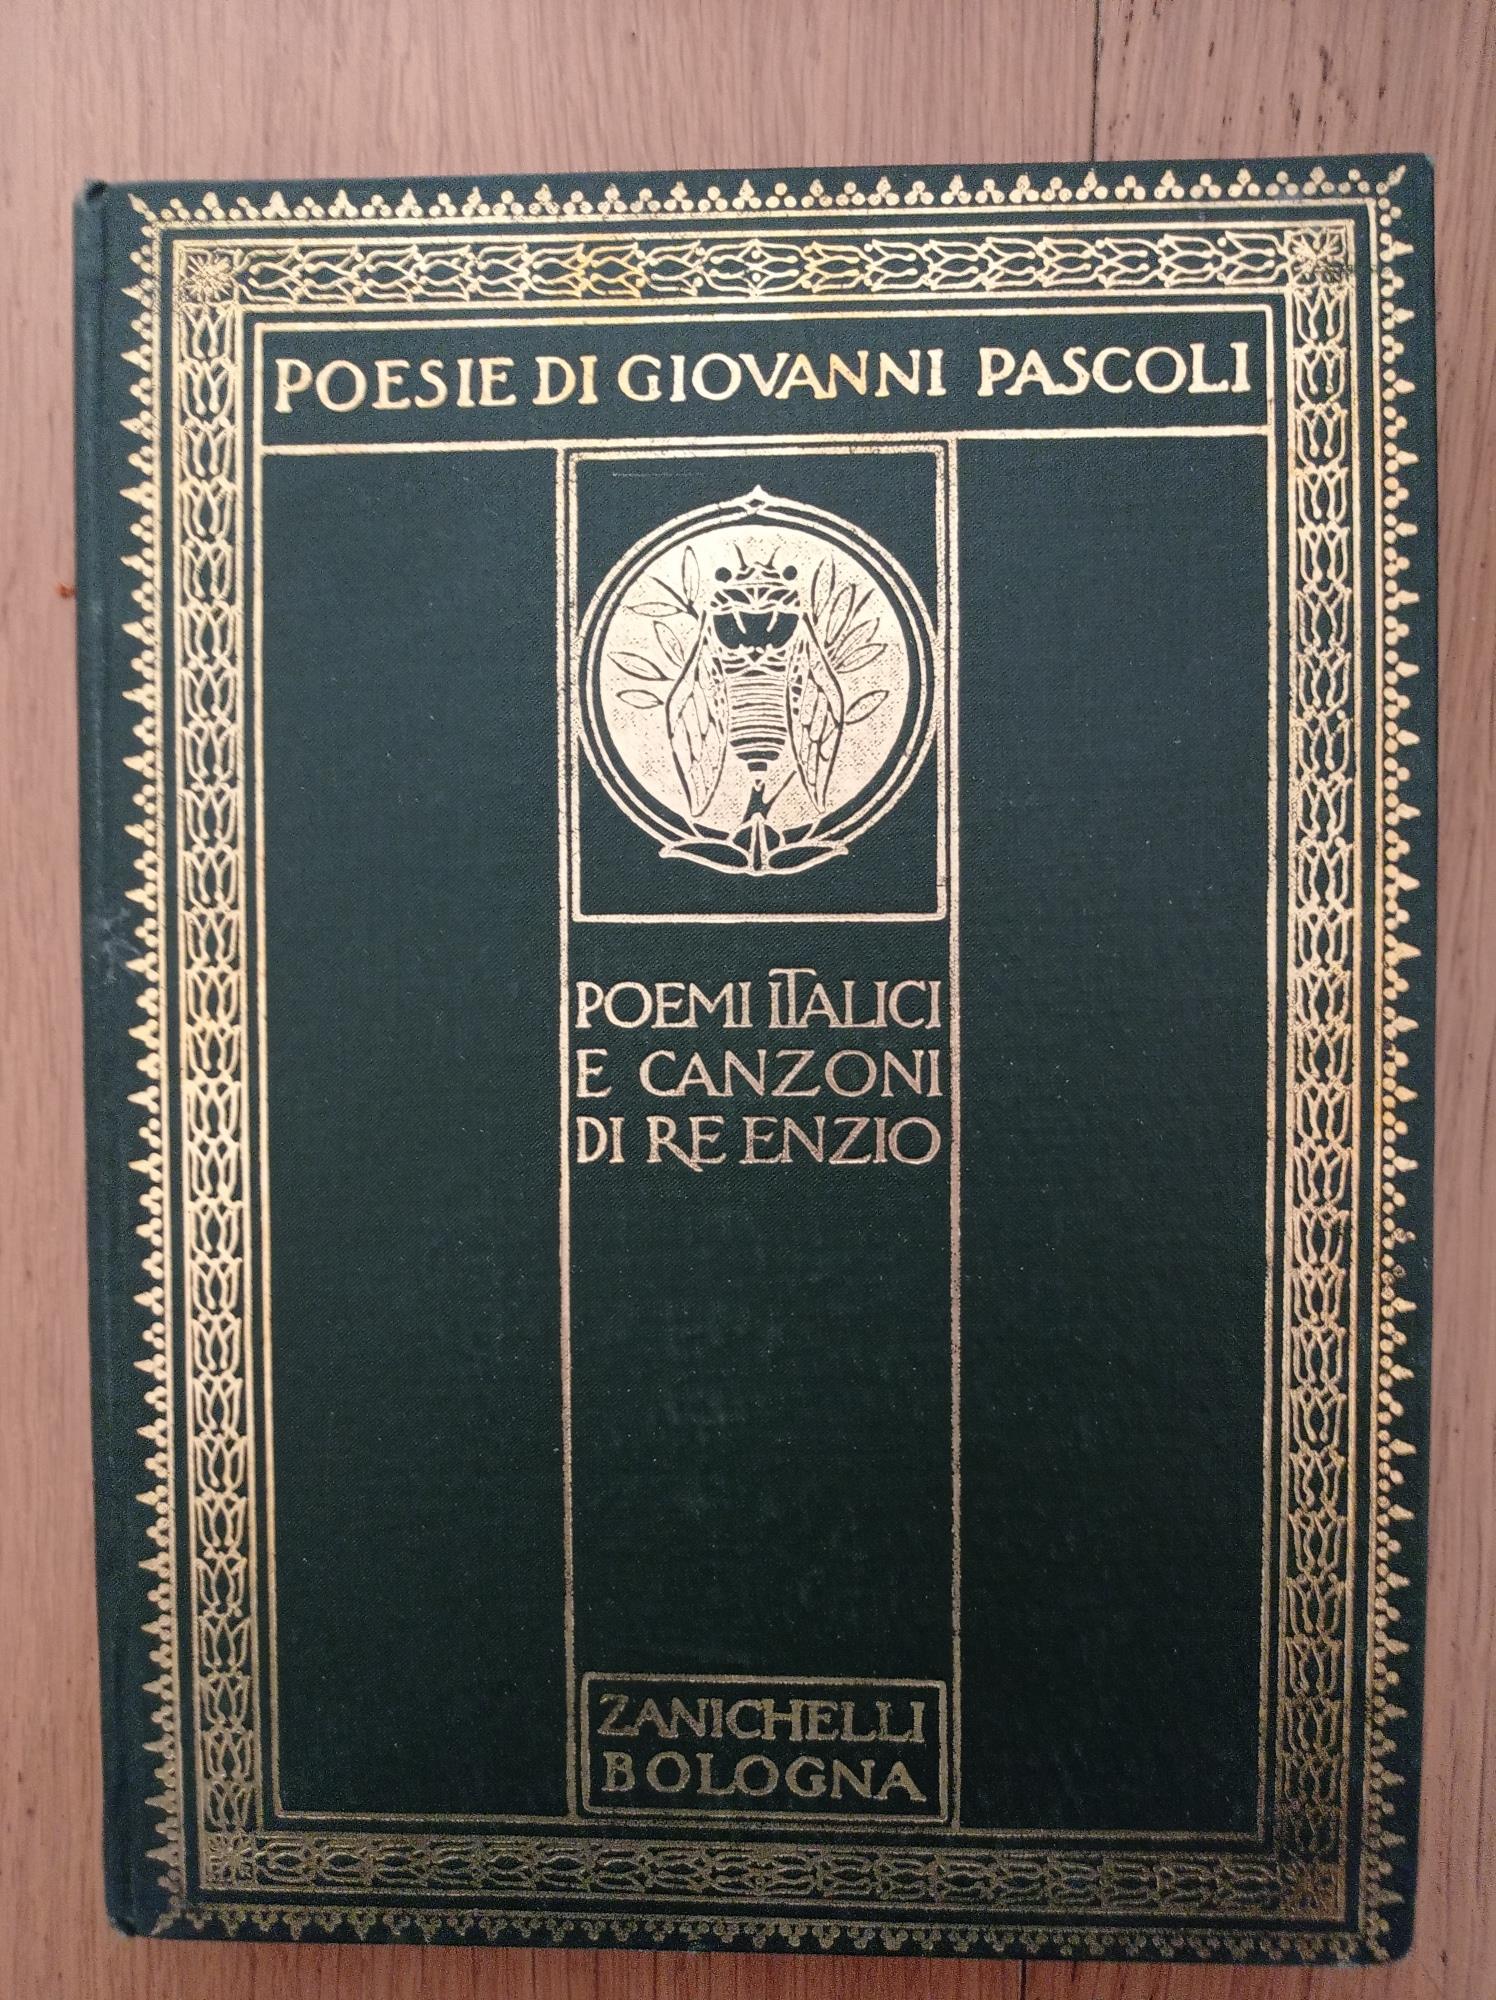 POESIE DI GIOVANNI PASCOLI
POEMI ITALICI
E CANZONI
DI RE ENZIO
ZANICHELLI
BOLOGNA